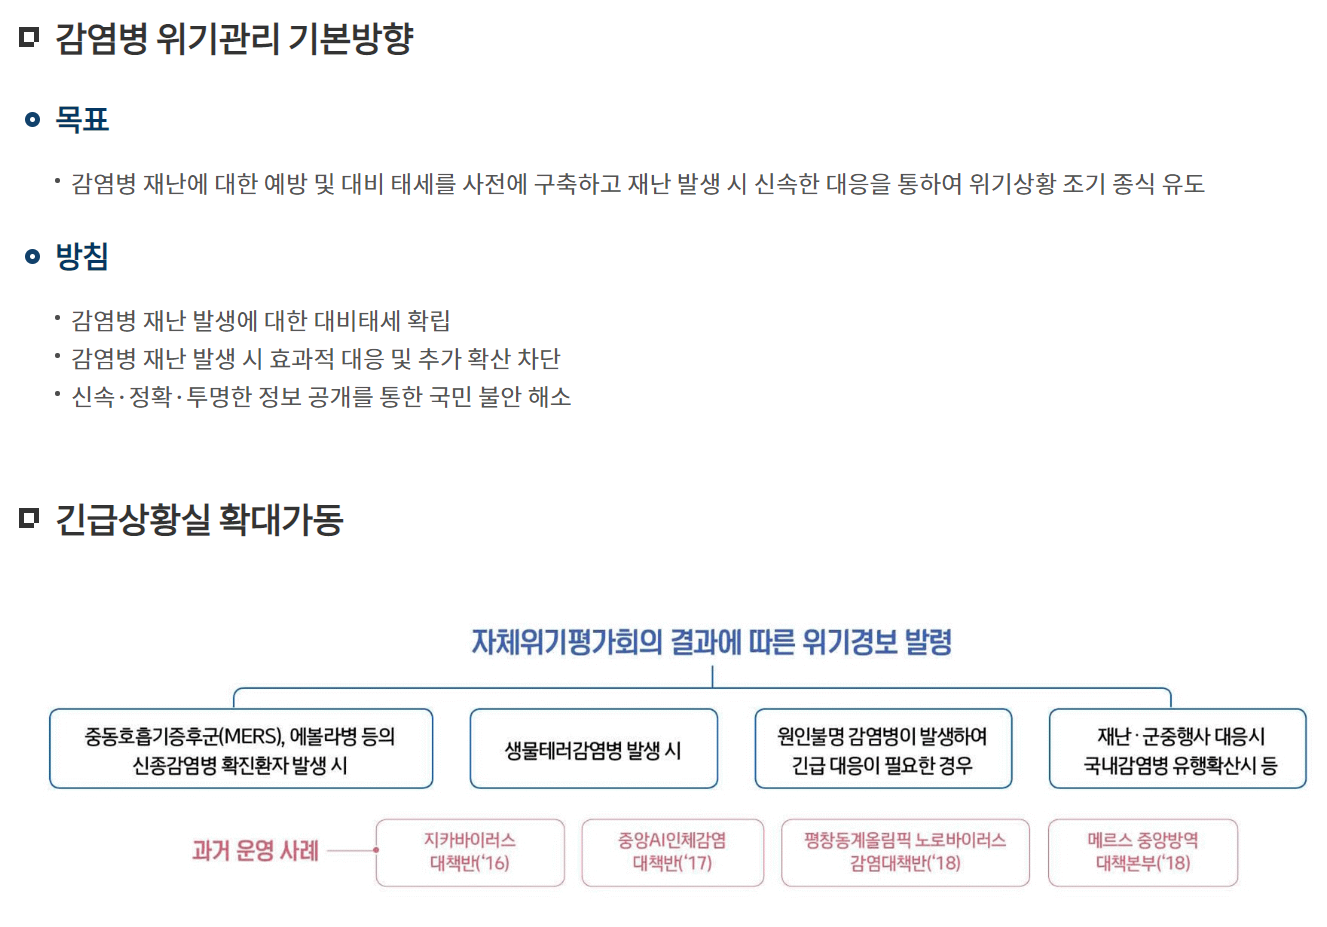 감염병 위기관리 기본방향
목표
감염병 재난에 대한 예방 및 대비 태세를 사전에 구축하고 재난 발생 시 신속한 대응을 통하여 위기상황 조기 종식 유도
방침
감염병 재난 발생에 대한 대비태세 확립
감염병 재난 발생 시 효과적 대응 및 추가 확산 차단
신속·정확·투명한 정보 공개를 통한 국민 불안 해소
긴급상황실 확대가동
자체위기평가회의 결과에 따른 위기경보 발령
중동호흡기증후군(MERS), 에볼라병 등의
신종감염병 확진환자 발생 시
생물테러감염병 발생 시
원인불명 감염병이 발생하여
긴급 대응이 필요한 경우
재난·군중행사 대응시
국내감염병 유행확산시 등
과거 운영 사례
지카바이러스
대책반(‘16)
중앙AI인체감염
대책반(‘17)
평창동계올림픽 노로바이러스
감염대책반(‘18)
메르스 중앙방역
대책본부(‘18)